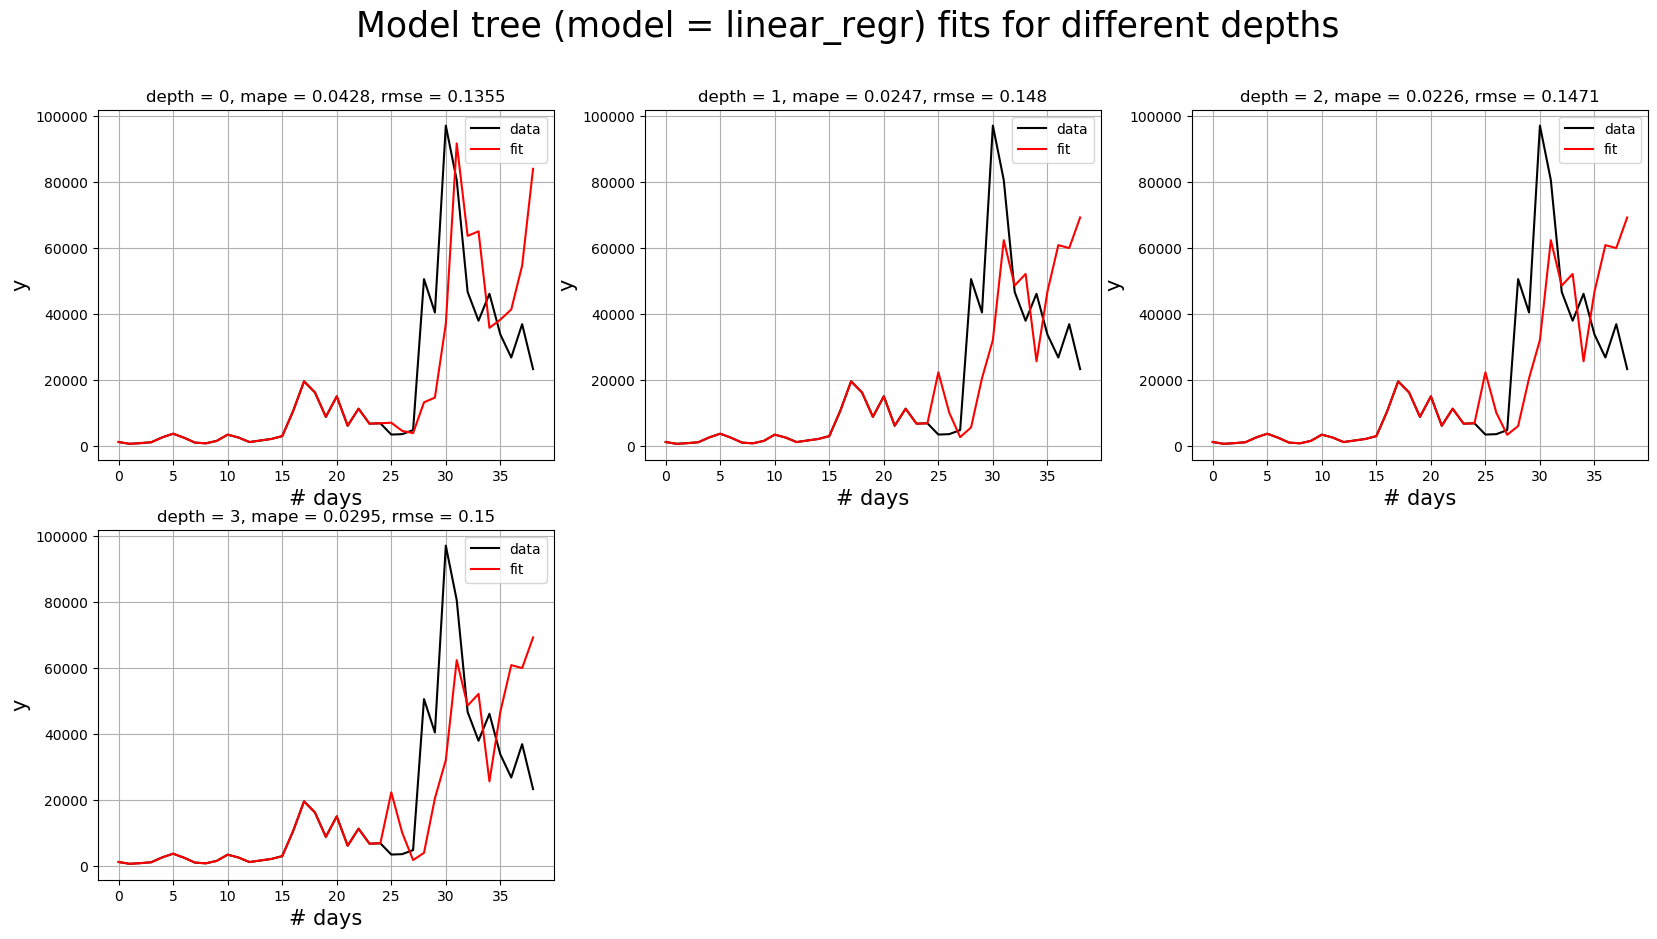 Model tree (model = linear_regr) fits for different depths
depth = 0, mape = 0.0428, rmse = 0.1355
100000
80000
60000
40000
20000
0
y
data
fit
0 5 10 15 20 25 30 35
# days
depth = 1, mape = 0.0247, rmse = 0.148
100000
80000
60000
40000
20000
0
y
data
fit
0 5 10 15 20 25 30 35
# days
depth = 2, mape = 0.0226, rmse = 0.1471
100000
80000
60000
40000
20000
0
y
data
fit
0 5 10 15 20 25 30 35
# days
depth = 3, mape = 0.0295, rmse = 0.15
100000
80000
60000
40000
20000
0
y
data
fit
0 5 10 15 20 25 30 35
# days